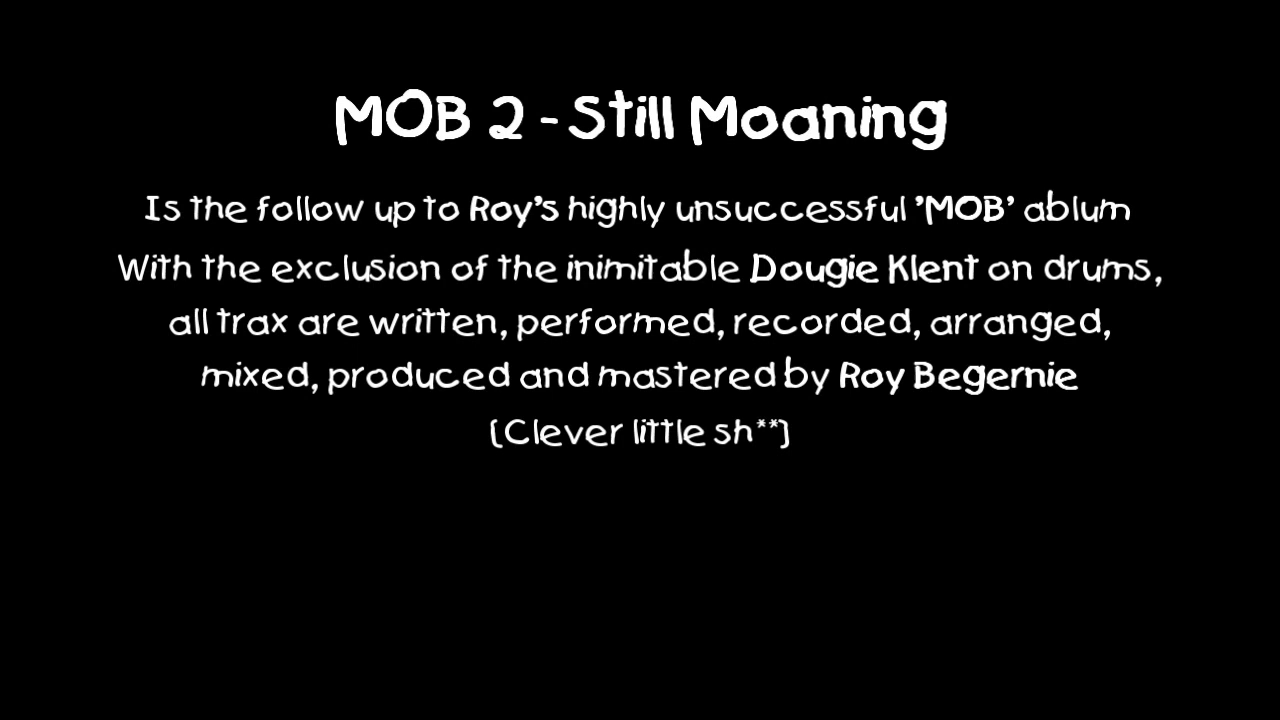 MOB 2 - Still Moaning
Is the follow up to Roy's highly unsuccessful 'MOB' ablum
With the exclusion of the inimitable Dougie Klent on drums,
all trax are written, performed, recorded, arranged,
mixed, produced and mastered by Roy Begernie
(Clever little sh**)